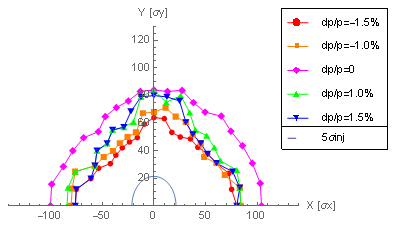 Y [σy]
120
100
80
60
40
20
-100
-50
0
50
100
X [σx]
dp/p=-1.5%
dp/p=-1.0%
dp/p=0
dp/p=1.0%
dp/p=1.5%
5σinj